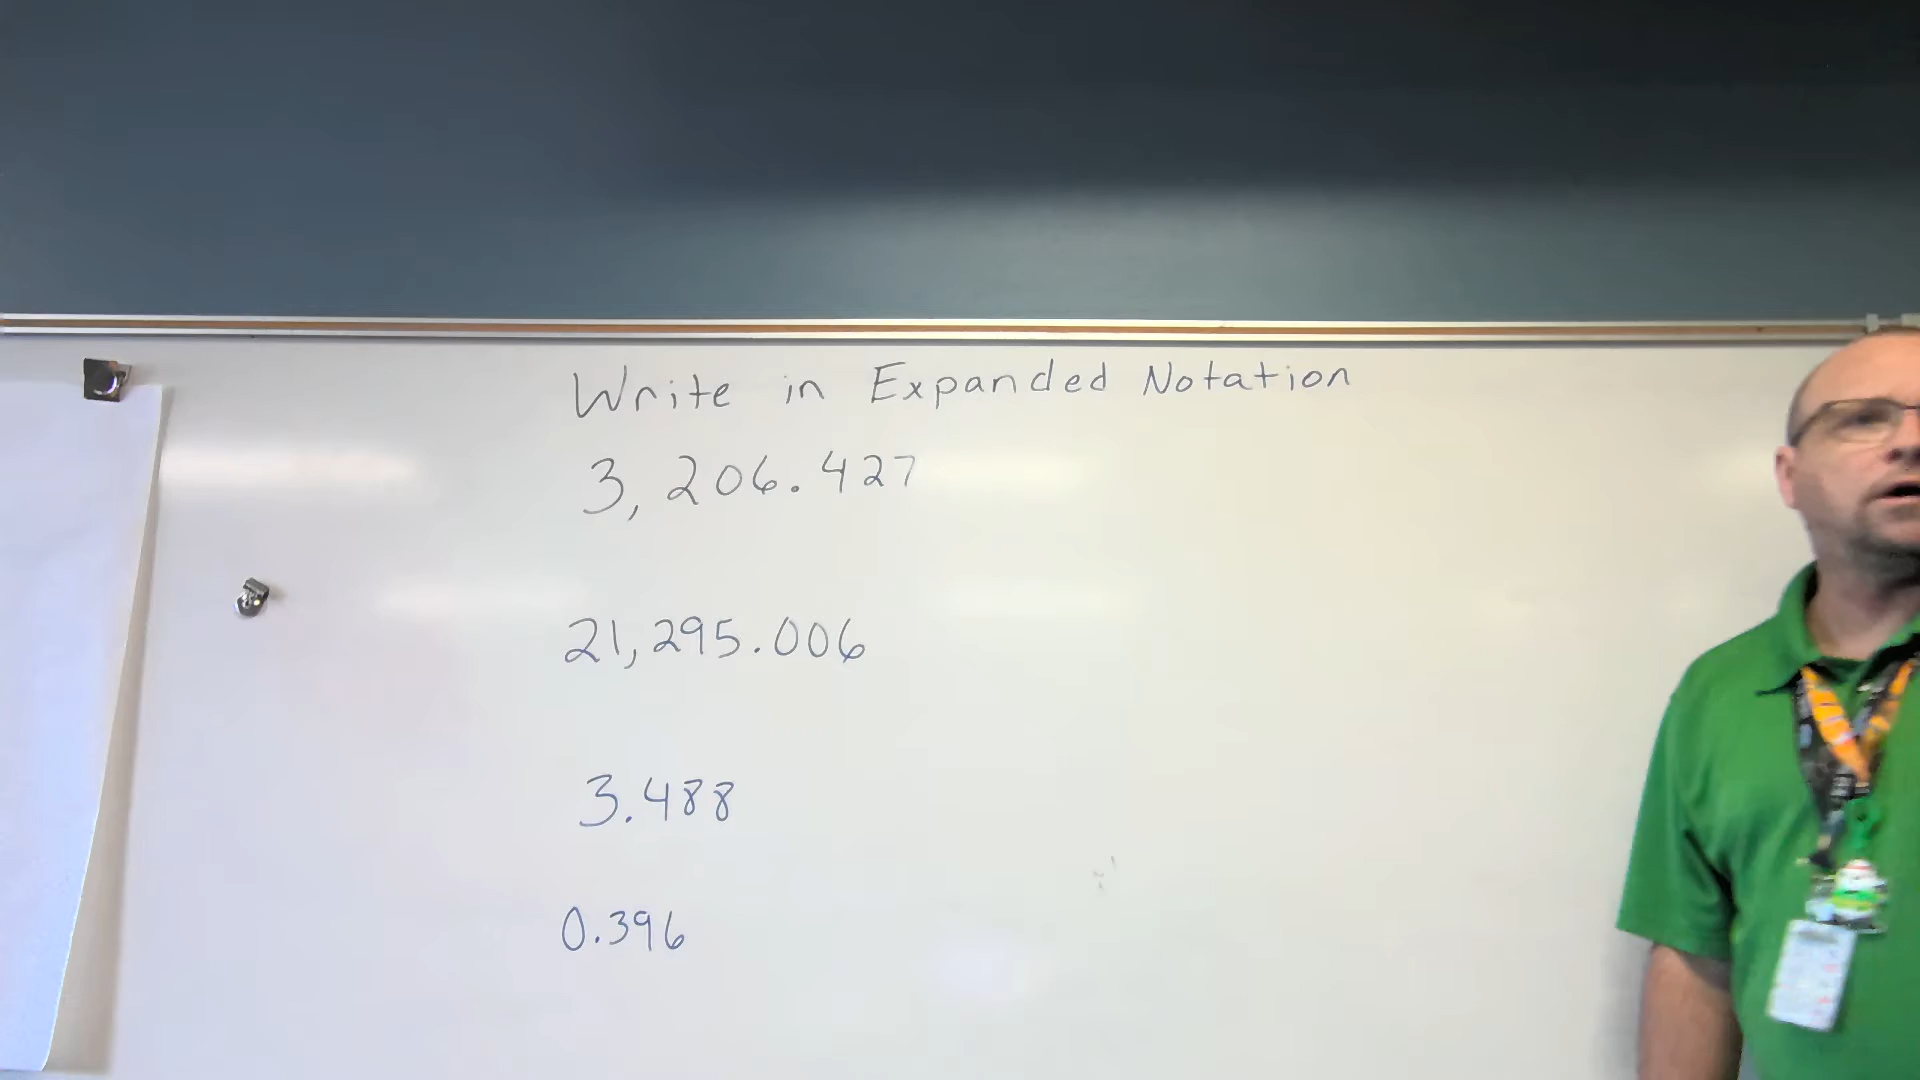 Write in Expanded Notation
3,206.427
21,295.006
3.488
0.396